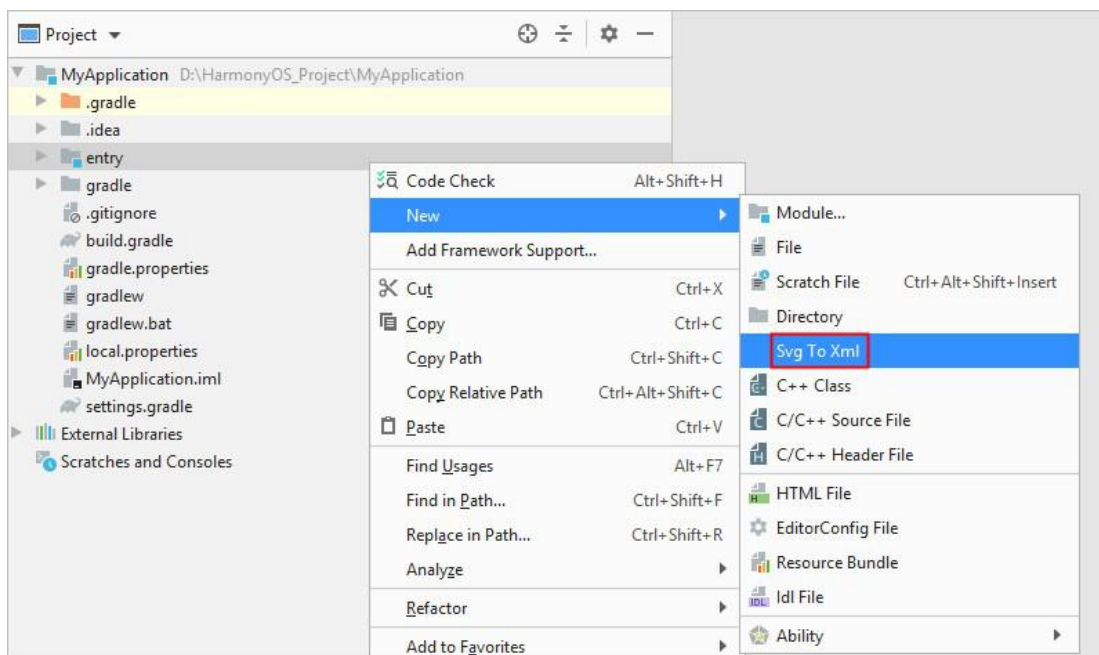 Project
MyApplication D:\HarmonyOS_Project\MyApplication
.gradle
.idea
entry
gradle
.gitignore
build.gradle
gradle.properties
gradlew
gradlew.bat
local.properties
MyApplication.iml
settings.gradle
External Libraries
Scratches and Consoles
Code Check Alt+Shift+H
New
Add Framework Support...
Cut Ctrl+X
Copy Ctrl+C
Copy Path Ctrl+Shift+C
Copy Relative Path Ctrl+Alt+Shift+C
Paste Ctrl+V
Find Usages Alt+F7
Find in Path... Ctrl+Shift+F
Replace in Path... Ctrl+Shift+R
Analyze
Refactor
Add to Favorites
Module...
File
Scratch File Ctrl+Alt+Shift+Insert
Directory
Svg To Xml
C++ Class
C/C++ Source File
C/C++ Header File
HTML File
EditorConfig File
Resource Bundle
IDL Idl File
Ability